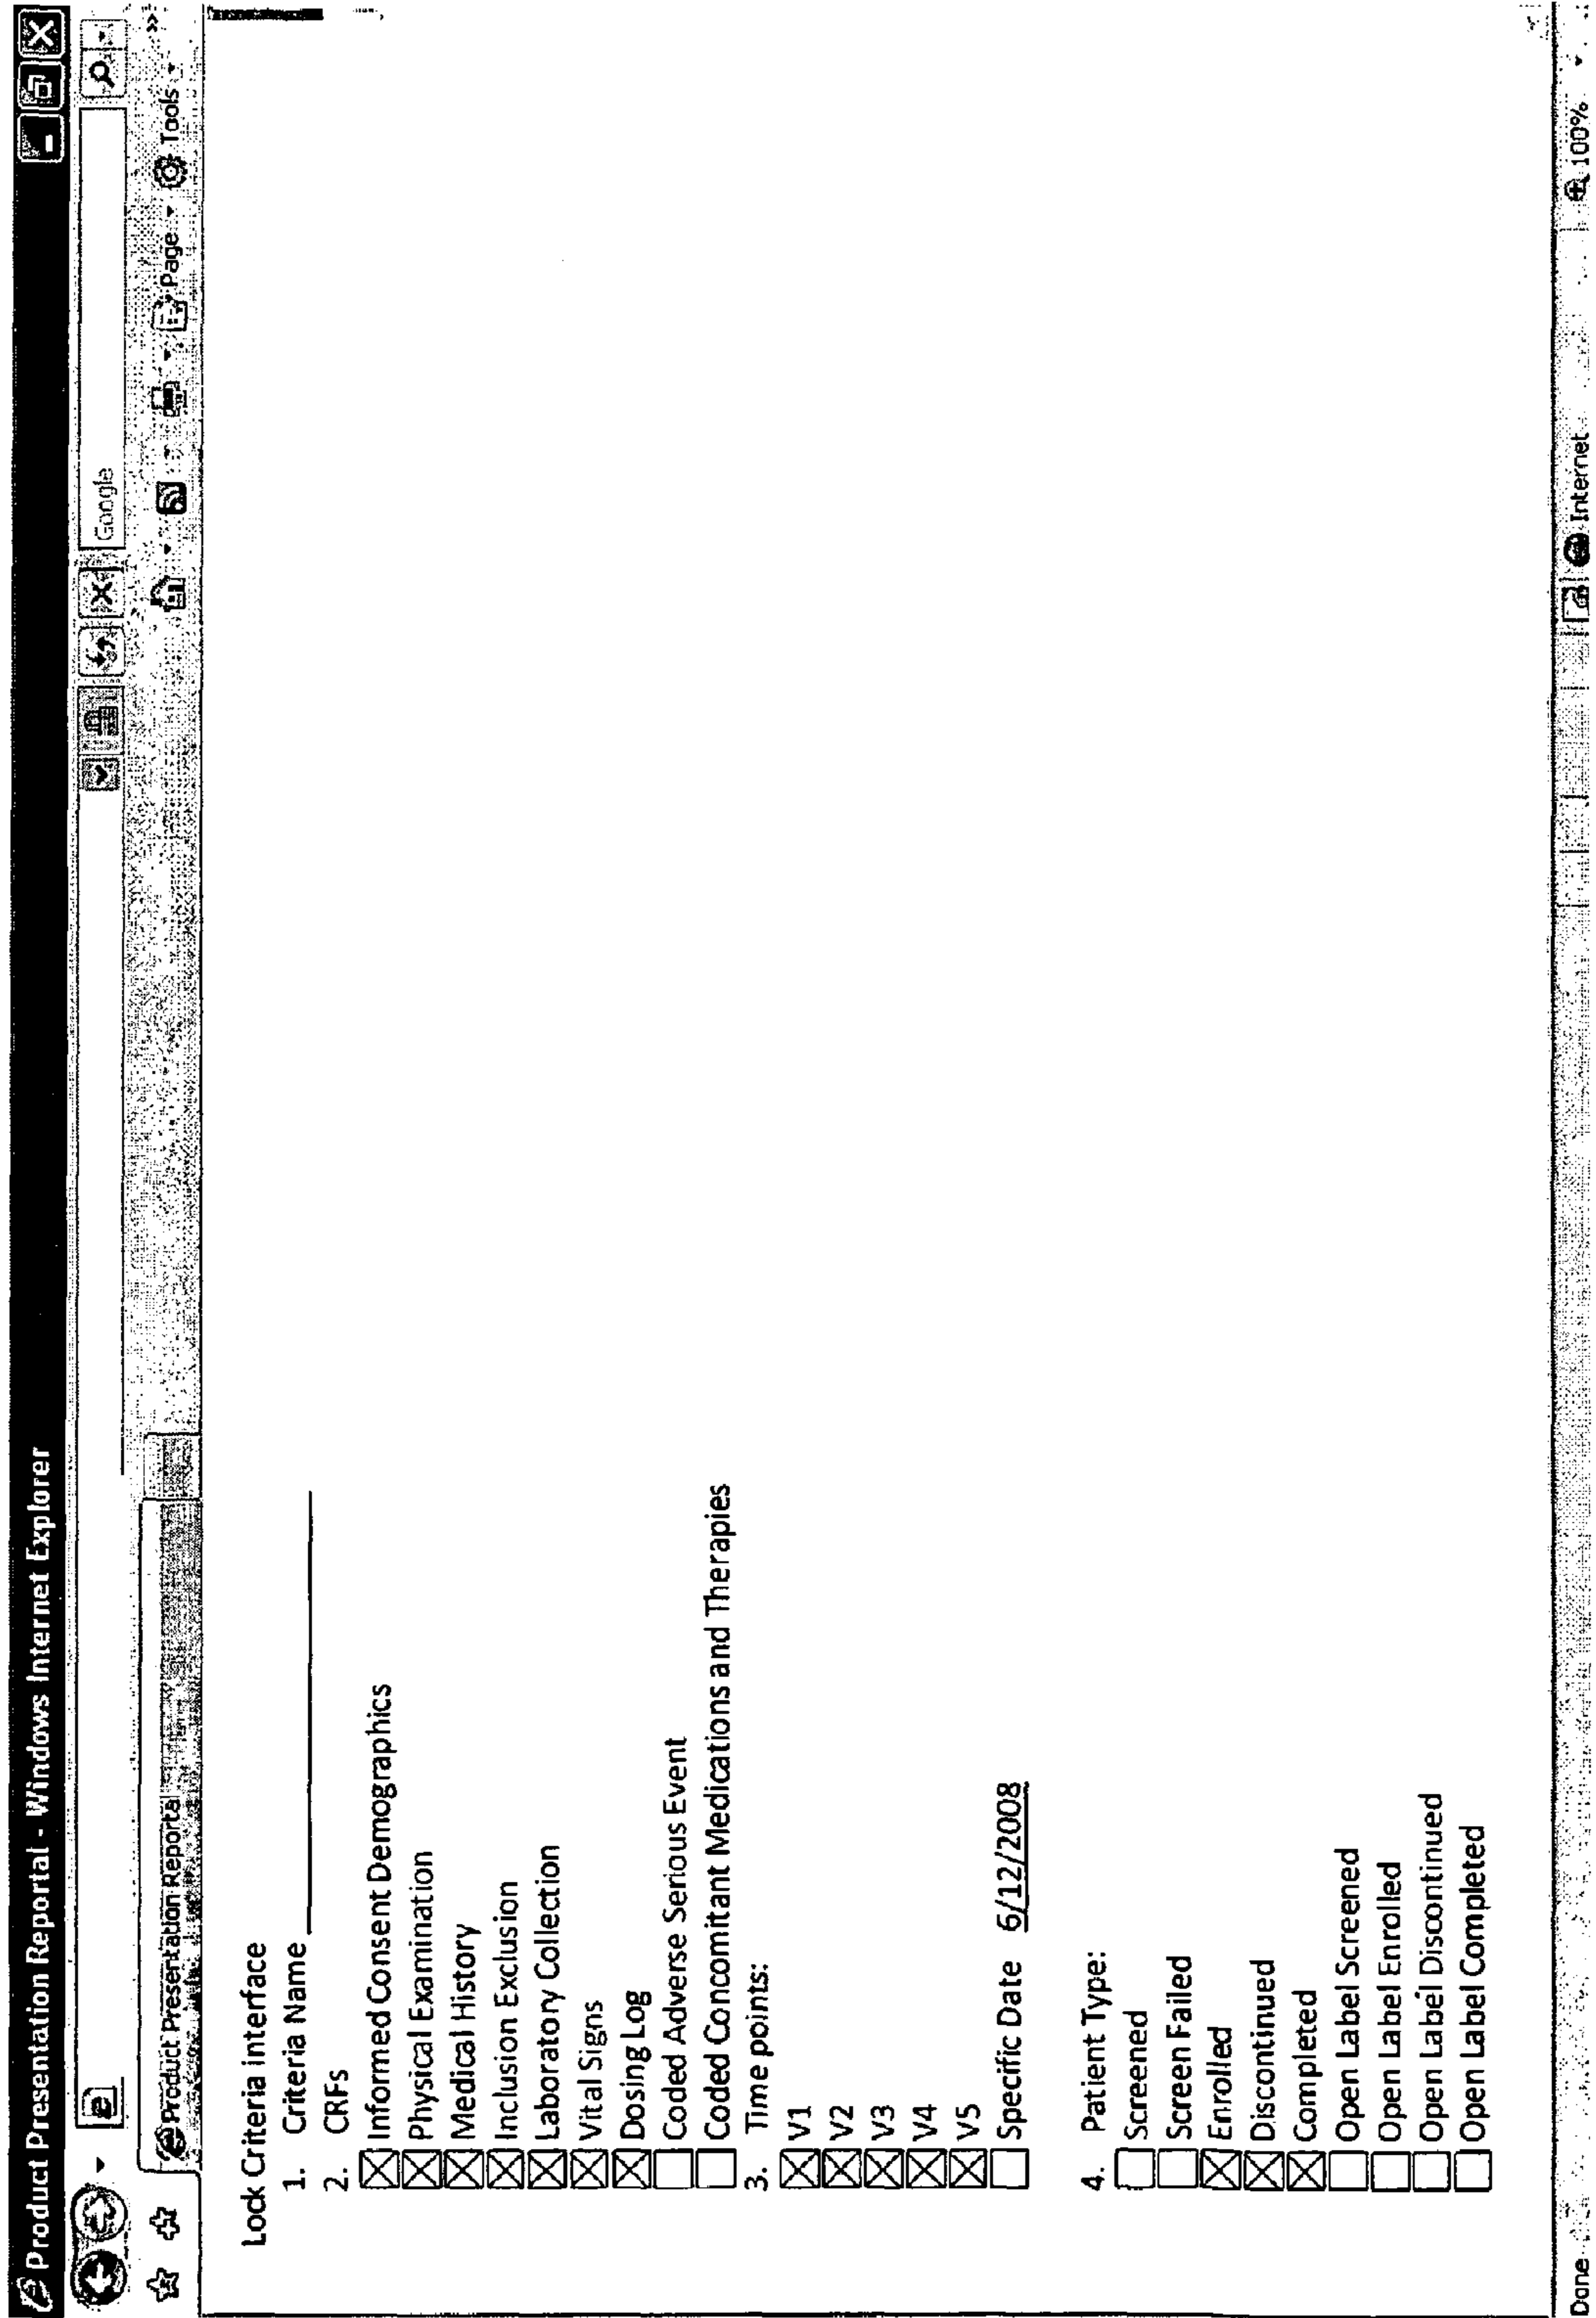 Product Presentation Reportal - Windows Internet Explorer
Google
Product Presentation Reportal
Page
Tools
Lock Criteria interface
1. Criteria Name
2. CRFs
Informed Consent Demographics
Physical Examination
Medical History
Inclusion Exclusion
Laboratory Collection
Vital Signs
Dosing Log
Coded Adverse Serious Event
Coded Concomitant Medications and Therapies
3. Time points:
V1
V2
V3
V4
V5
Specific Date 6/12/2008
4. Patient Type:
Screened
Screen Failed
Enrolled
Discontinued
Completed
Open Label Screened
Open Label Enrolled
Open Label Discontinued
Open Label Completed
Done
Internet
100%